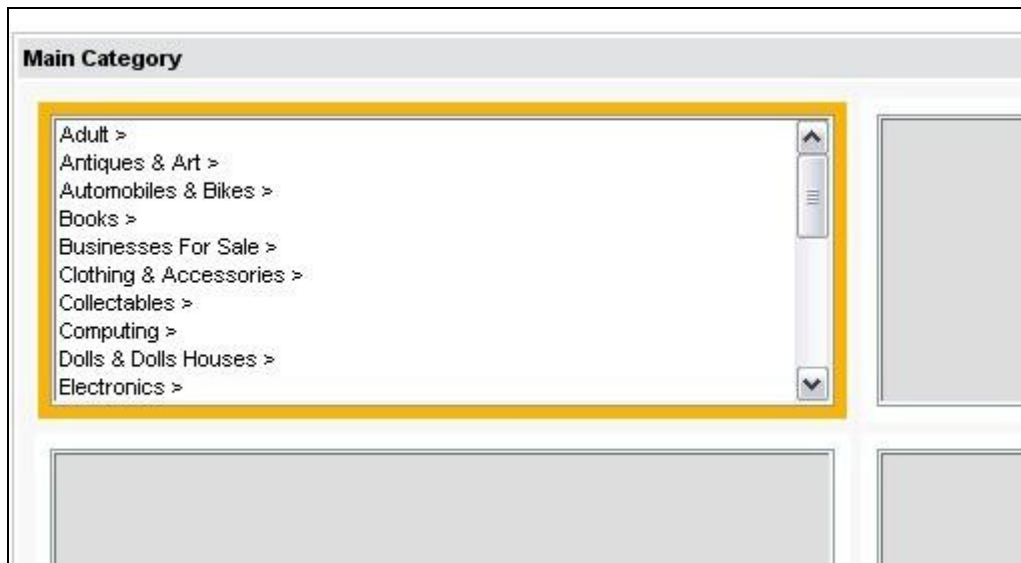 Main Category
Adult >
Antiques & Art >
Automobiles & Bikes >
Books >
Businesses For Sale >
Clothing & Accessories >
Collectables >
Computing >
Dolls & Dolls Houses >
Electronics >